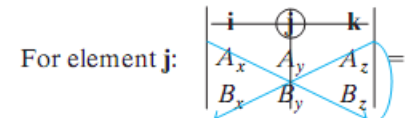 For element j: | i j k |
| A_x A_y A_z | =
| B_x B_y B_z |